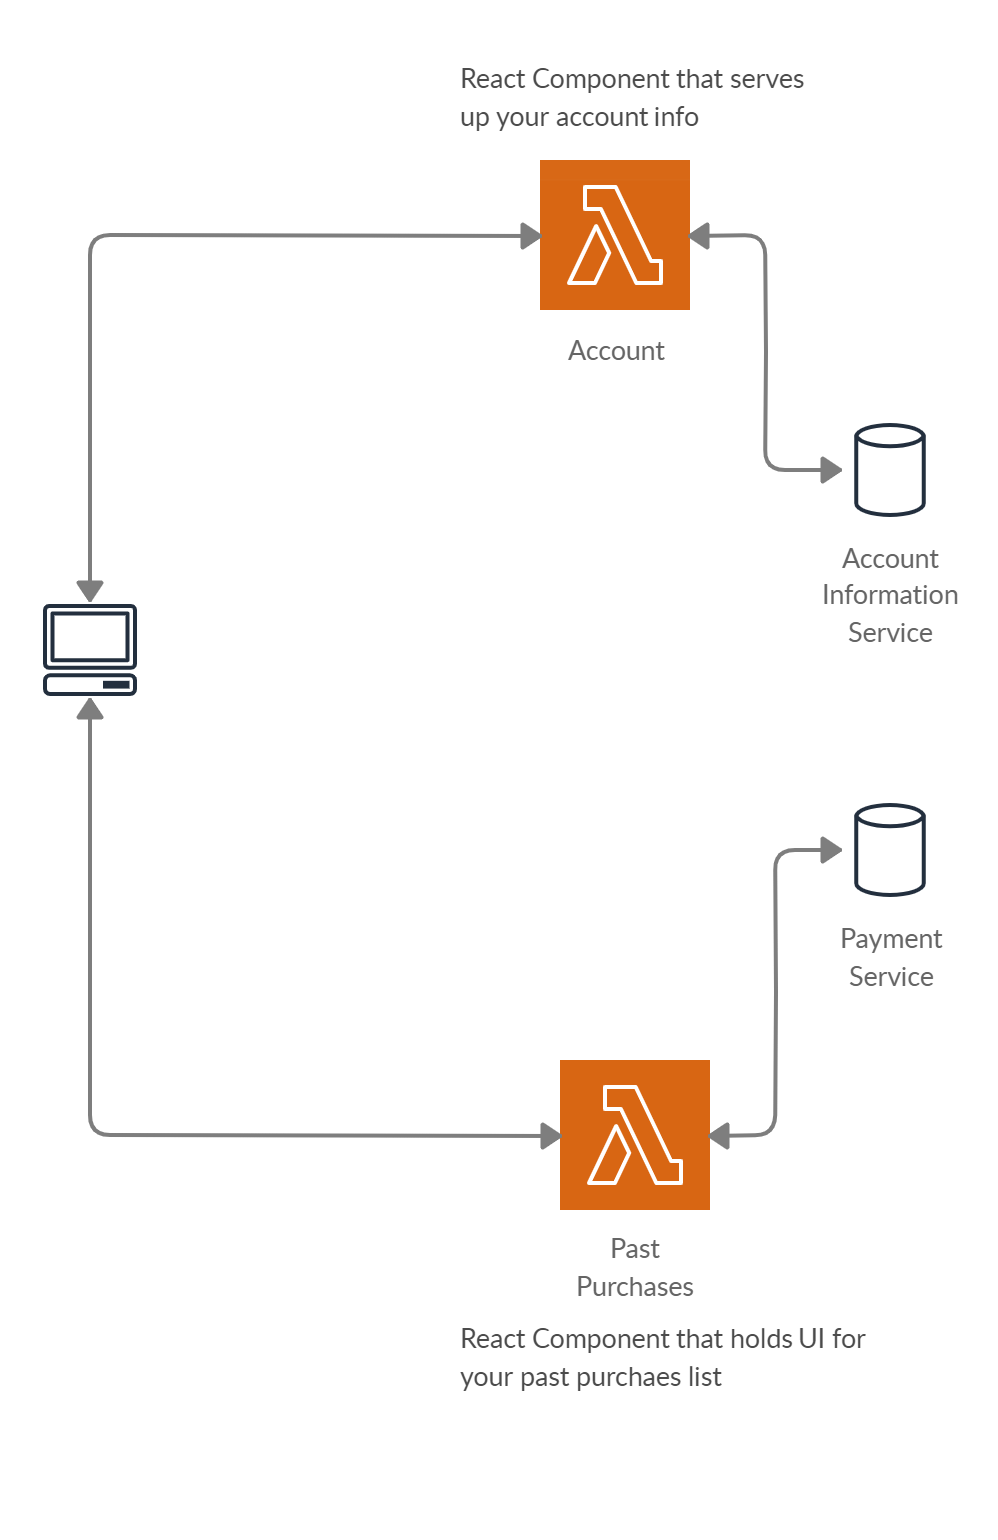 React Component that serves
up your account info
Account
Account
Information
Service
Payment
Service
Past
Purchases
React Component that holds UI for
your past purchaes list